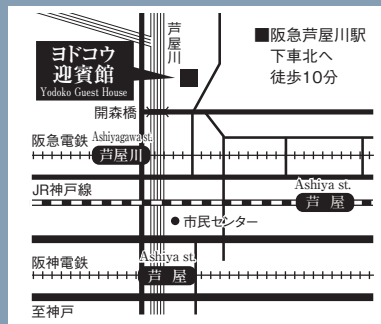 芦屋川
■阪急芦屋川駅
下車北へ
徒歩10分
ヨドコウ
迎賓館
Yodoko Guest House
開森橋
阪急電鉄
Ashiyagawa st.
芦屋川
JR神戸線
Ashiya st.
芦屋
●市民センター
阪神電鉄
Ashiya st.
芦屋
至神戸